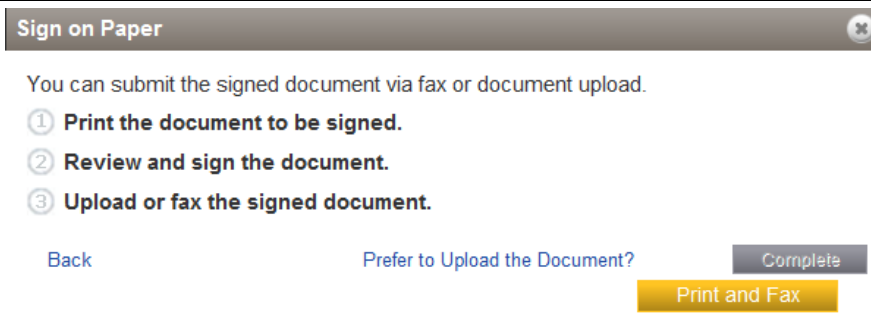 Sign on Paper
You can submit the signed document via fax or document upload.
1 Print the document to be signed.
2 Review and sign the document.
3 Upload or fax the signed document.
Back Prefer to Upload the Document? Complete
Print and Fax